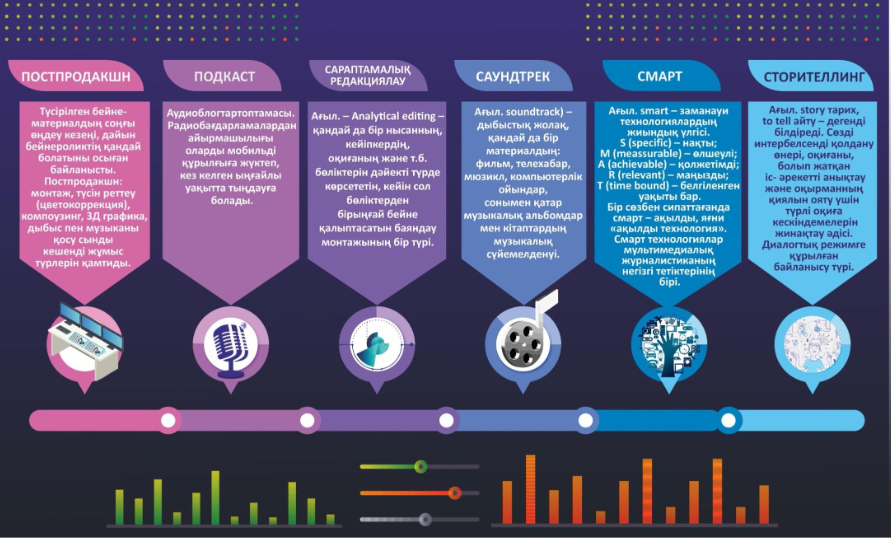 ПОСТПРОДАКШН
Түсірілген бейне-
материалдың соңғы
өңдеу кезеңі, дайын
бейнероликтің қандай
болатыны осыған
байланысты.
Постпродакшн:
монтаж, түсін реттеу
(цветокоррекция),
компоузинг, 3Д графика,
дыбыс пен музыканы
қосу сынды
кешенді жұмыс
түрлерін қамтиды.
ПОДКАСТ
Аудиоблогтартоптамасы.
Радиобағдарламалардан
айырмашылығы
оларды мобильді
құрылғыға жүктеп,
кез келген ыңғайлы
уақытта тыңдауға
болады.
САРАПТАМАЛЫҚ
РЕДАКЦИЯЛАУ
Ағыл. – Analytical editing –
қандай да бір нысанның,
кейіпкердің,
оқиғаның және т.б.
бөліктерін дәйекті түрде
көрсететін, кейін сол
бөліктерден
бірыңғай бейне
қалыптасатын баяндау
монтажының бір түрі.
САУНДТРЕК
Ағыл. soundtrack) –
дыбыстық жолақ,
қандай да бір
материалдың:
фильм, телехабар,
мюзикл, компьютерлік
ойындар,
сонымен қатар
музыкалық альбомдар
мен кітаптардың
музыкалық
сүйемелденуі.
СМАРТ
Ағыл. smart – заманауи
технологиялардың
жиындық үлгісі.
S (specific) – нақты;
M (meassurable) – өлшеулі;
A (achievable) – қолжетімді;
R (relevant) – маңызды;
T (time bound) – белгіленген
уақыты бар.
Бір сөзбен сипаттағанда
смарт – ақылды, яғни
«ақылды технология».
Смарт технологиялар
мультимедиалық
журналистиканың
негізгі тетіктерінің
бірі.
СТОРИТЕЛЛИНГ
Ағыл. story тарих,
to tell айту – дегенді
білдіреді. Сөзді
интербелсенді қолдану
өнері, оқиғаны,
болып жатқан
іс- әрекетті анықтау
және оқырманның
қиялын ояту үшін
түрлі оқиға
кескіндемелерін
жинақтау әдісі.
Диалогтық режимге
құрылған
байланысу түрі.